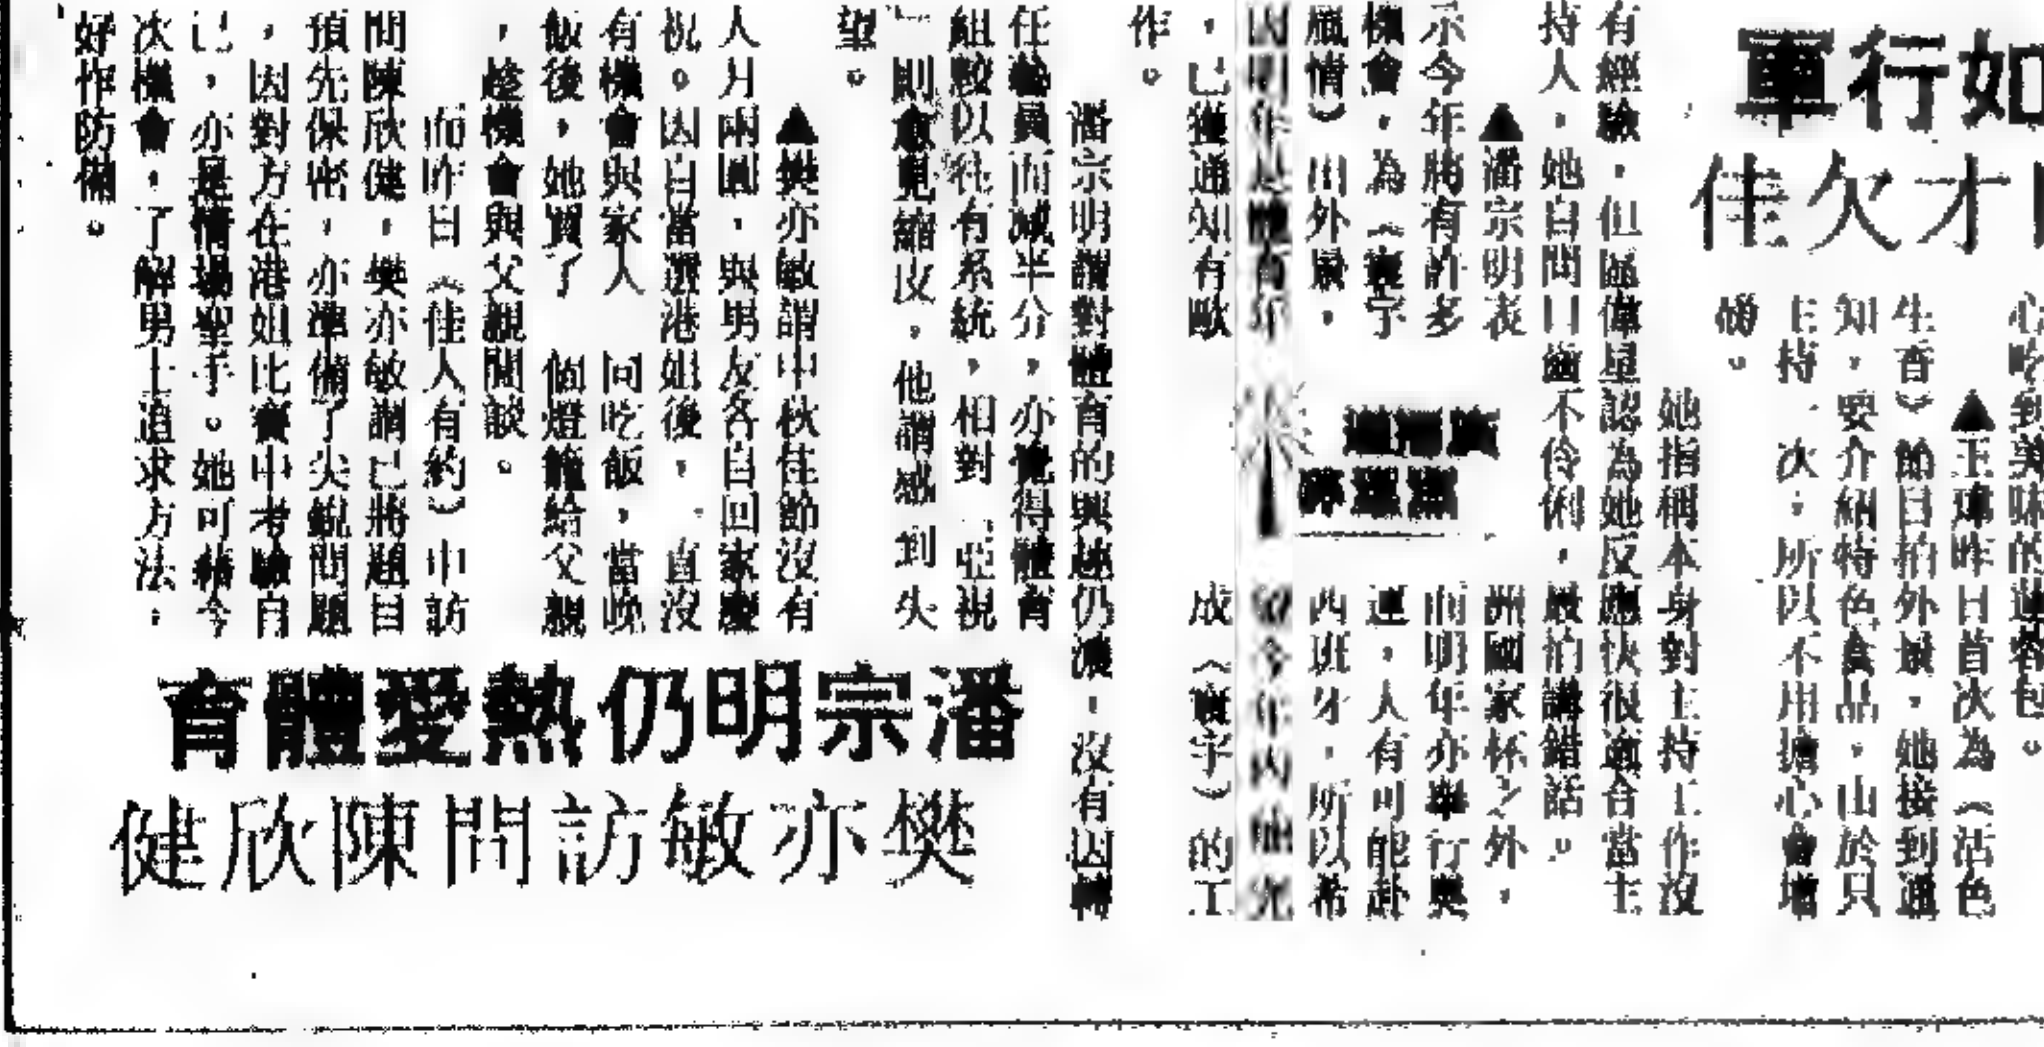 如行軍
才欠佳
心吃到美味的蓮蓉包。
▲王瑋昨日首次為︽活色
生香︾節目拍外景，她接到通
知，要介紹特色食品，由於只
主持一次，所以不用擔心會壞
她指稱本身對主持工作沒
有經驗，但區偉星認為她反應快很適合當主
持人，她自問口齒不伶俐，最怕講錯話。
▲潘宗明表
示今年將有許多
機會，為︽寰宇
風情︾出外景，
洲國家杯之外，
而明年亦舉行奧
運，人有可能赴
西班牙，所以希
因明年是體育年
望今年內能完
，已獲通知有歐
成︽寰宇︾的工
作。
潘宗明謂對體育的興趣仍濃，沒有因轉
任藝員而減半分，亦覺得體育
組較以往有系統，相對 亞視
則意見縮皮，他謂感到失
望。
潘宗明仍熱愛體育
樊亦敏訪問陳欣健
▲樊亦敏謂中秋佳節沒有
人月兩圓，與男友各自回家慶
祝。因自當選港姐後，一直沒
有機會與家人一同吃飯，當晚
飯後，她買了一個燈籠給父親
，趁機會與父親閒談。
而昨日︽佳人有約︾中訪
問陳欣健，樊亦敏謂已將題目
預先保密，亦準備了尖銳問題
，因對方在港姐比賽中考驗自
己，亦是情場聖手。她可藉今
次機會，了解男士追求方法，
好作防備。